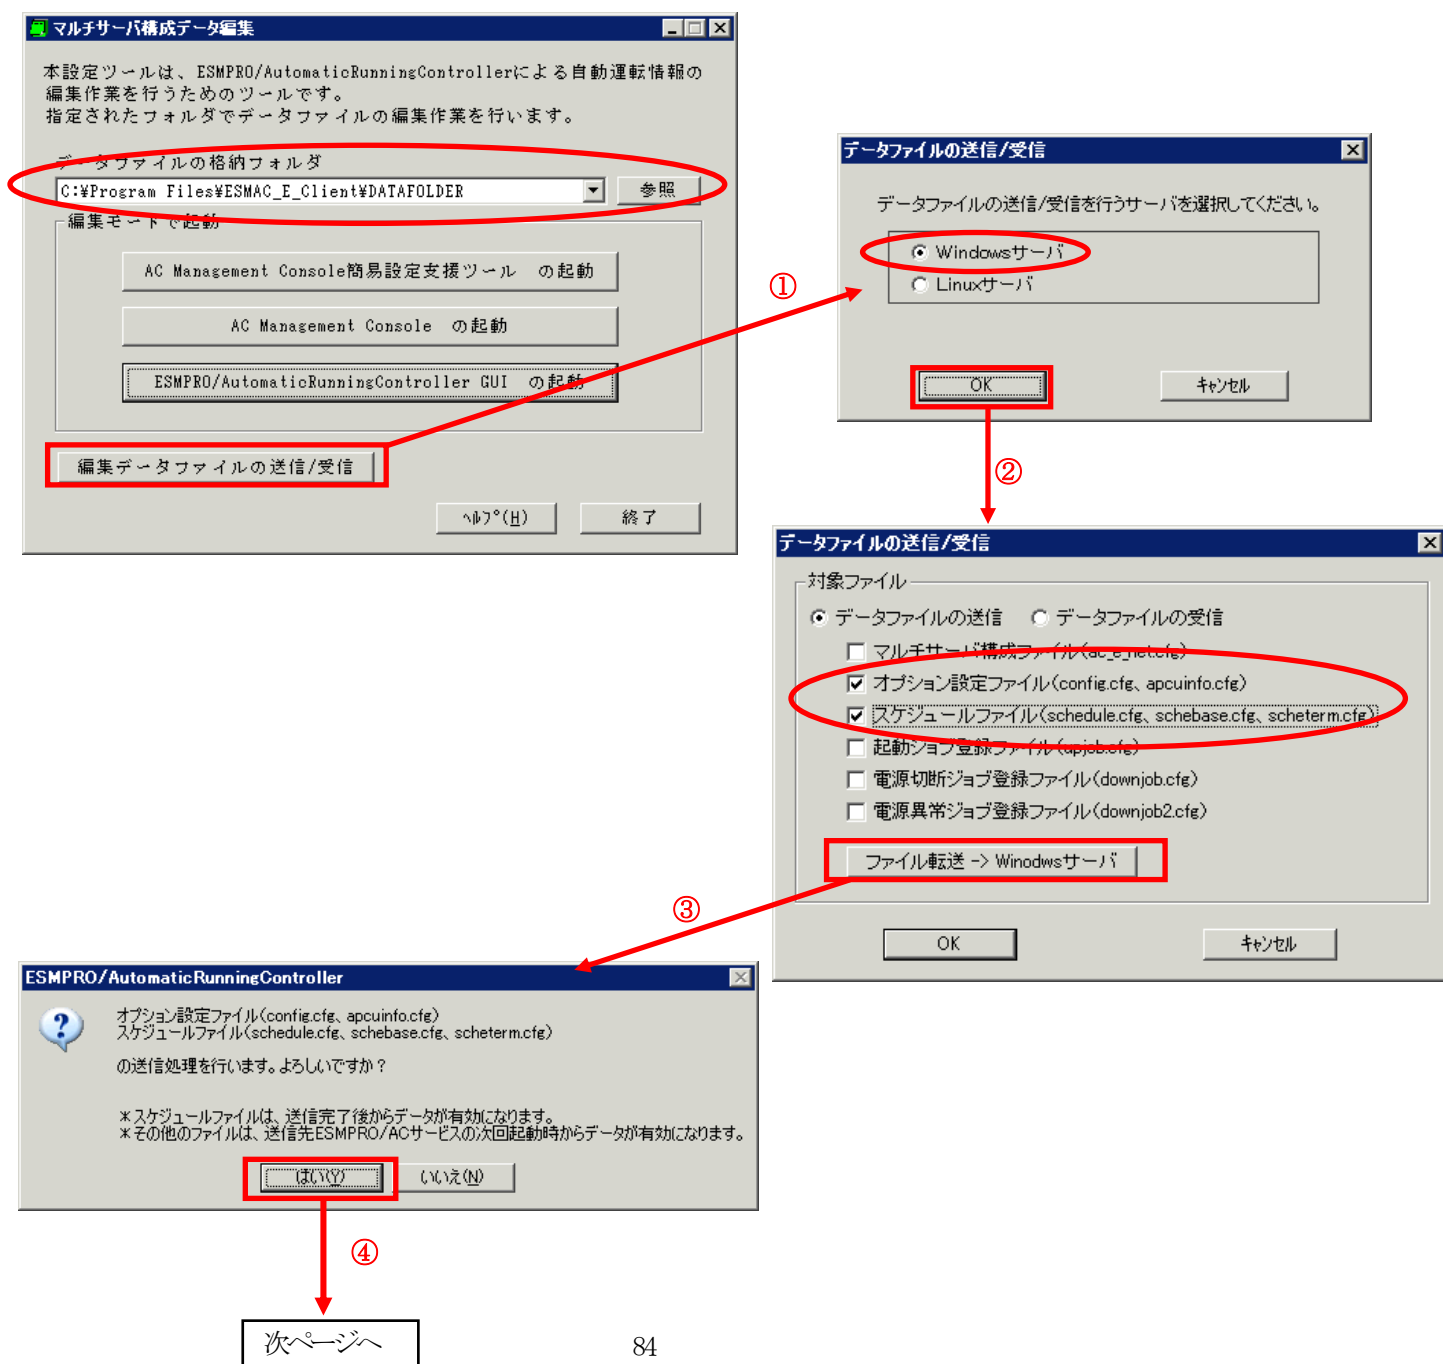 マルチサーバ構成データ編集
本設定ツールは、ESMPRO/AutomaticRunningControllerによる自動運転情報の
編集作業を行うためのツールです。
指定されたフォルダでデータファイルの編集作業を行います。
データファイルの格納フォルダ
C:¥Program Files¥ESMAC_E_Client¥DATAFOLDER
参照
編集モードで起動
AC Management Console簡易設定支援ツール の起動
AC Management Console の起動
ESMPRO/AutomaticRunningController GUI の起動
編集データファイルの送信/受信
ﾍﾙﾌﾟ(H)
終了
①
データファイルの送信/受信
データファイルの送信/受信を行うサーバを選択してください。
Windowsサーバ
Linuxサーバ
OK
キャンセル
②
データファイルの送信/受信
対象ファイル
データファイルの送信 データファイルの受信
マルチサーバ構成ファイル(ac_e_net.cfg)
オプション設定ファイル(config.cfg、apcuinfo.cfg)
スケジュールファイル(schedule.cfg、schebase.cfg、scheterm.cfg)
起動ジョブ登録ファイル(upjob.cfg)
電源切断ジョブ登録ファイル(downjob.cfg)
電源異常ジョブ登録ファイル(downjob2.cfg)
ファイル転送 -> Winodwsサーバ
OK
キャンセル
③
ESMPRO/AutomaticRunningController
オプション設定ファイル(config.cfg、apcuinfo.cfg)
スケジュールファイル(schedule.cfg、schebase.cfg、scheterm.cfg)
の送信処理を行います。よろしいですか？
*スケジュールファイルは、送信完了後からデータが有効になります。
*その他のファイルは、送信先ESMPRO/ACサービスの次回起動時からデータが有効になります。
はい(Y)
いいえ(N)
④
次ページへ
84